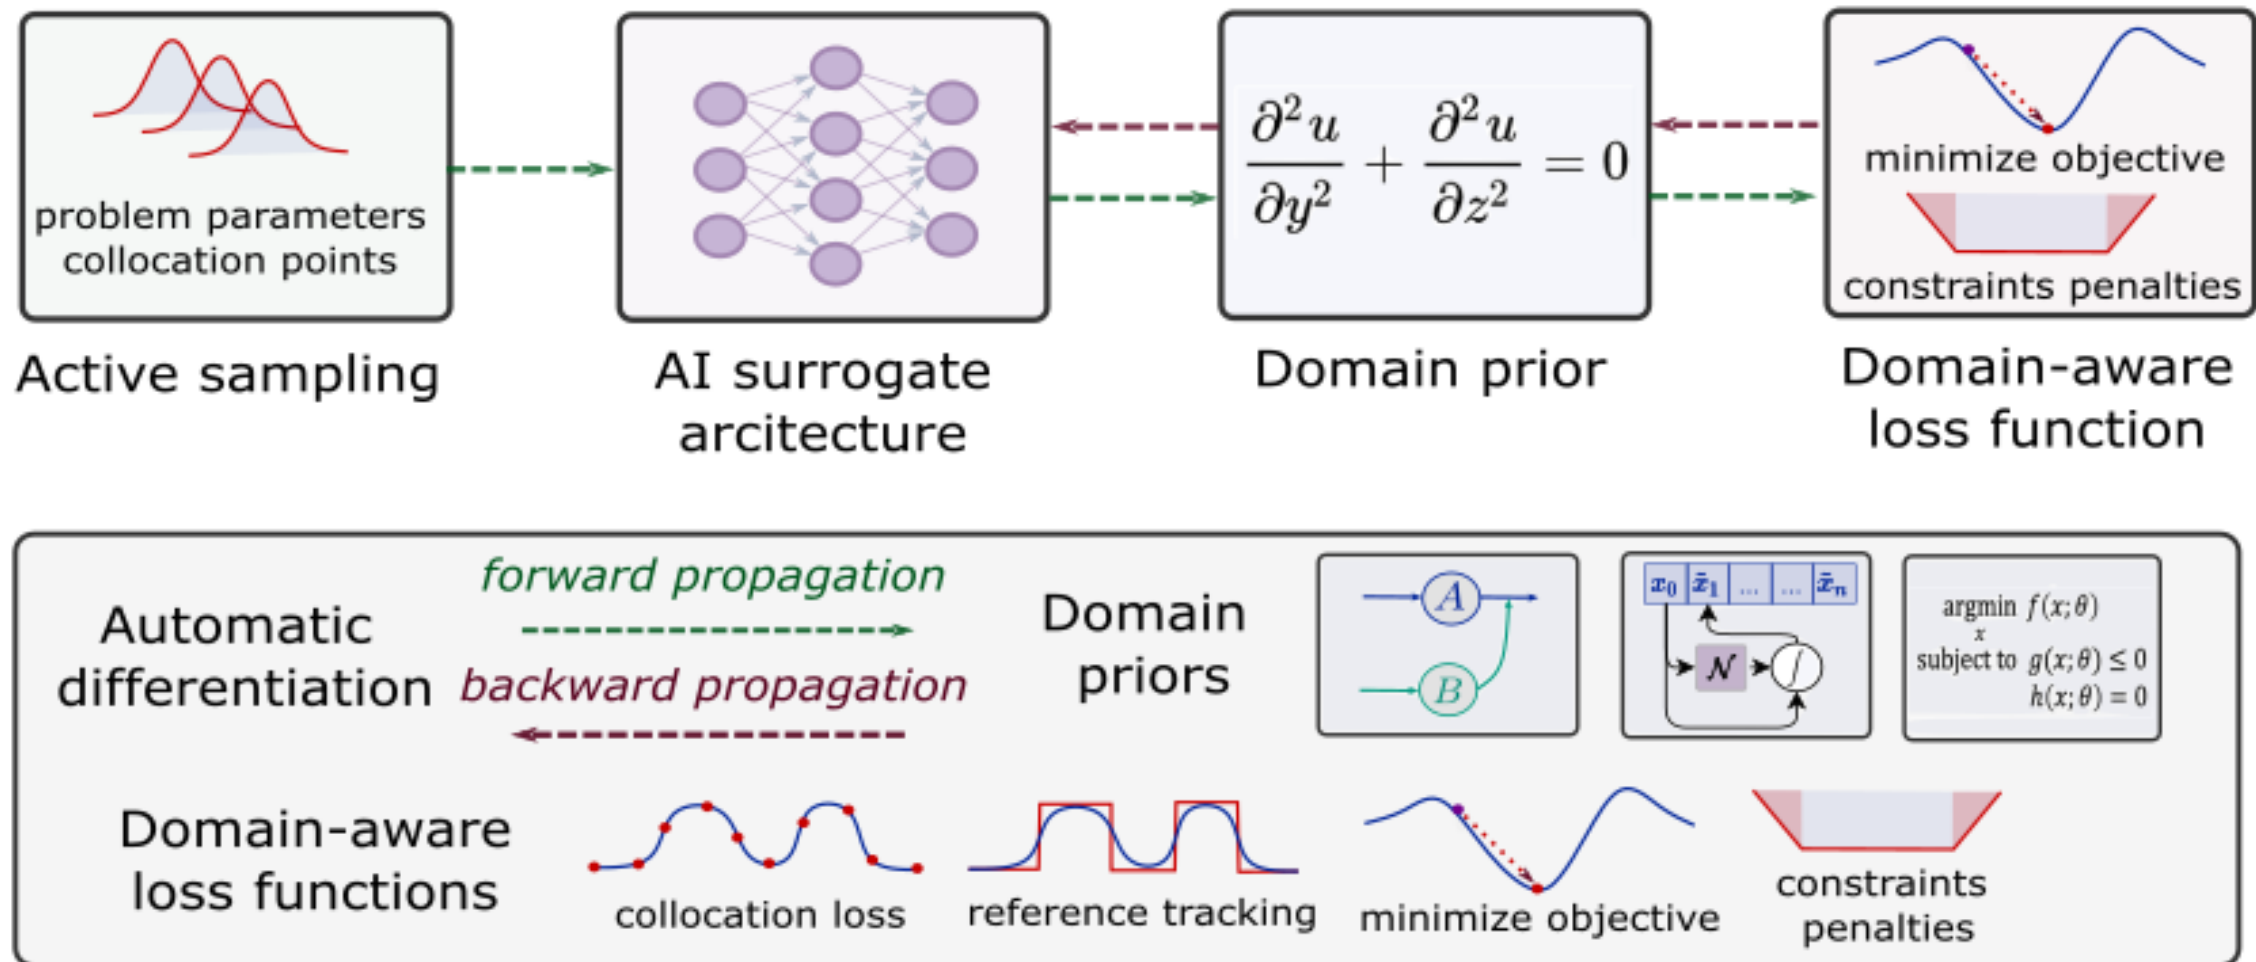 problem parameters
collocation points
∂²u/∂y² + ∂²u/∂z² = 0
minimize objective
constraints penalties
Active sampling
AI surrogate
arcitecture
Domain prior
Domain-aware
loss function
Automatic
differentiation
forward propagation
backward propagation
Domain
priors
A
B
x₀ x̃₁ ... ... x̃ₙ
𝒩 ∫
argmin f(x;θ)
x
subject to g(x;θ) ≤ 0
h(x;θ) = 0
Domain-aware
loss functions
collocation loss
reference tracking
minimize objective
constraints
penalties